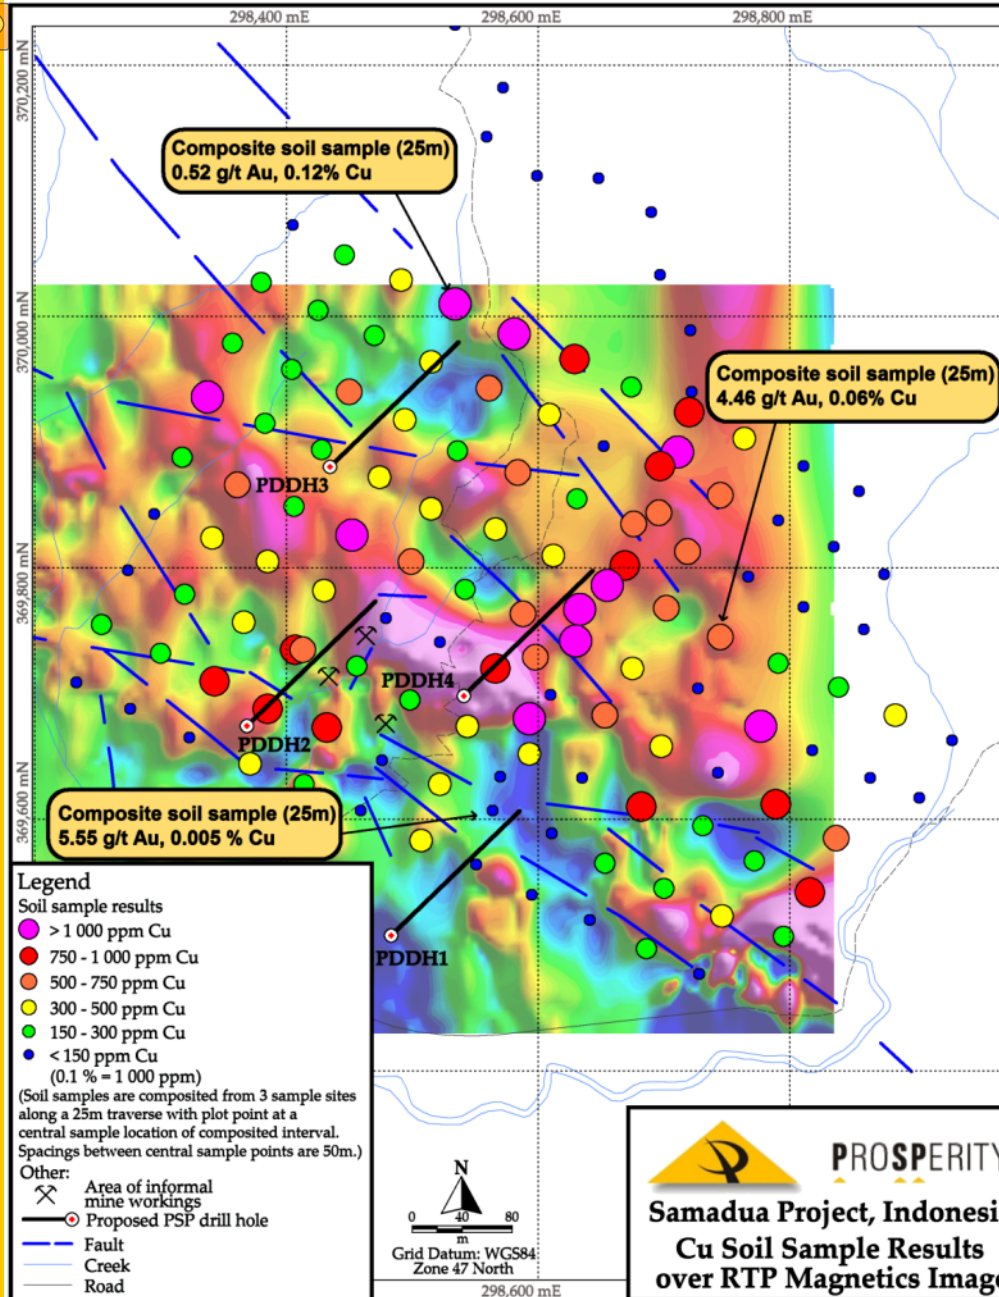 298,400 mE
298,600 mE
298,800 mE
370,200 mN
370,000 mN
369,800 mN
369,600 mN
Composite soil sample (25m)
0.52 g/t Au, 0.12% Cu
Composite soil sample (25m)
4.46 g/t Au, 0.06% Cu
PDDH3
PDDH4
PDDH2
Composite soil sample (25m)
5.55 g/t Au, 0.005 % Cu
PDDH1
Legend
Soil sample results
> 1 000 ppm Cu
750 - 1 000 ppm Cu
500 - 750 ppm Cu
300 - 500 ppm Cu
150 - 300 ppm Cu
< 150 ppm Cu
(0.1 % = 1 000 ppm)
(Soil samples are composited from 3 sample sites
along a 25m traverse with plot point at a
central sample location of composited interval.
Spacings between central sample points are 50m.)
Other:
Area of informal
mine workings
Proposed PSP drill hole
Fault
Creek
Road
N
0 40 80
m
Grid Datum: WGS84
Zone 47 North
298,600 mE
PROSPERITY
Samadua Project, Indonesi
Cu Soil Sample Results
over RTP Magnetics Image